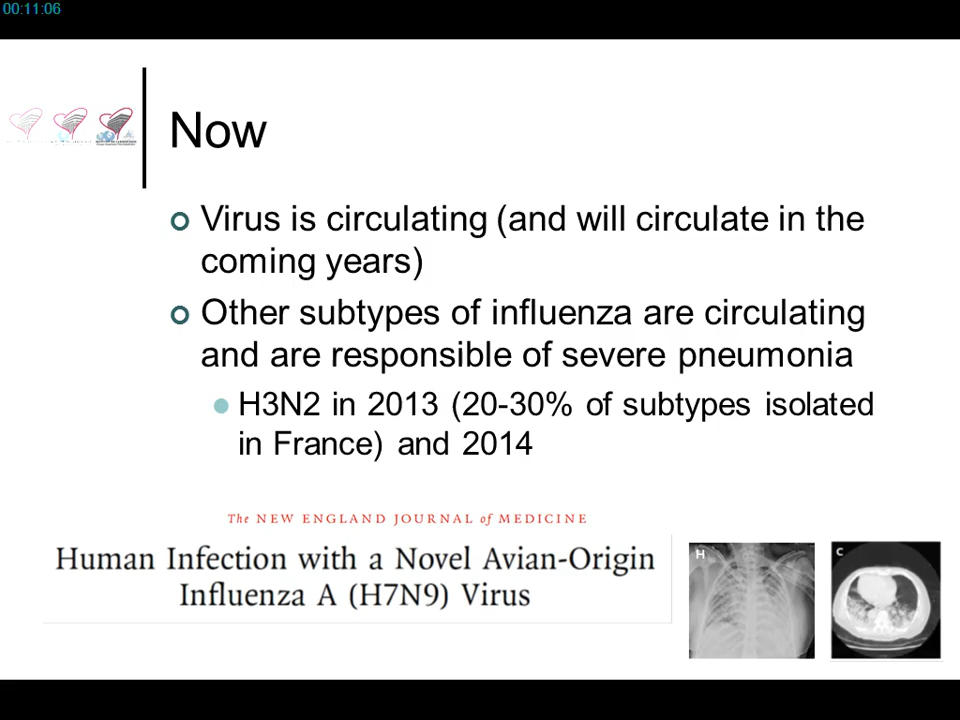 00:11:06
Now
Virus is circulating (and will circulate in the
coming years)
Other subtypes of influenza are circulating
and are responsible of severe pneumonia
H3N2 in 2013 (20-30% of subtypes isolated
in France) and 2014
The NEW ENGLAND JOURNAL of MEDICINE
Human Infection with a Novel Avian-Origin
Influenza A (H7N9) Virus
H
C